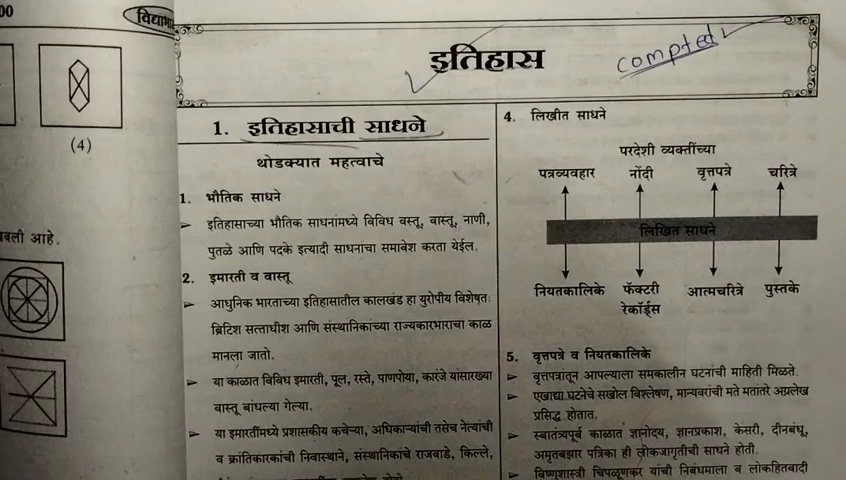 00
विद्याभा
(4)
बली आहे.
इतिहास
compted
1. इतिहासाची साधने
थोडक्यात महत्वाचे
1. भौतिक साधने
➢ इतिहासाच्या भौतिक साधनांमध्ये विविध वस्तू, वास्तू, नाणी,
पुतळे आणि पदके इत्यादी साधनांचा समावेश करता येईल.
2. इमारती व वास्तू
➢ आधुनिक भारताच्या इतिहासातील कालखंड हा युरोपीय विशेषतः
ब्रिटिश सत्ताधीश आणि संस्थानिकांच्या राज्यकारभाराचा काळ
मानला जातो.
➢ या काळात विविध इमारती, पूल, रस्ते, पाणपोया, कारंजे यांसारख्या
वास्तू बांधल्या गेल्या.
➢ या इमारतींमध्ये प्रशासकीय कचेऱ्या, अधिकाऱ्यांची तसेच नेत्यांची
व क्रांतिकारकांची निवास्थाने, संस्थानिकांचे राजवाडे, किल्ले,
4. लिखीत साधने
परदेशी व्यक्तींच्या
पत्रव्यवहार नोंदी वृत्तपत्रे चरित्रे
लिखित साधने
नियतकालिके फॅक्टरी आत्मचरित्रे पुस्तके
रेकॉर्ड्स
5. वृत्तपत्रे व नियतकालिके
➢ वृत्तपत्रांतून आपल्याला समकालीन घटनांची माहिती मिळते.
➢ एखाद्या घटनेचे सखोल विश्लेषण, मान्यवरांची मते मतांतरे अग्रलेख
प्रसिद्ध होतात.
➢ स्वातंत्र्यपूर्व काळात ज्ञानोदय, ज्ञानप्रकाश, केसरी, दीनबंधू,
अमृतबझार पत्रिका ही लोकजागृतीची साधने होती.
➢ विष्णूशास्त्री चिपळूणकर यांची निबंधमाला व लोकहितवादी